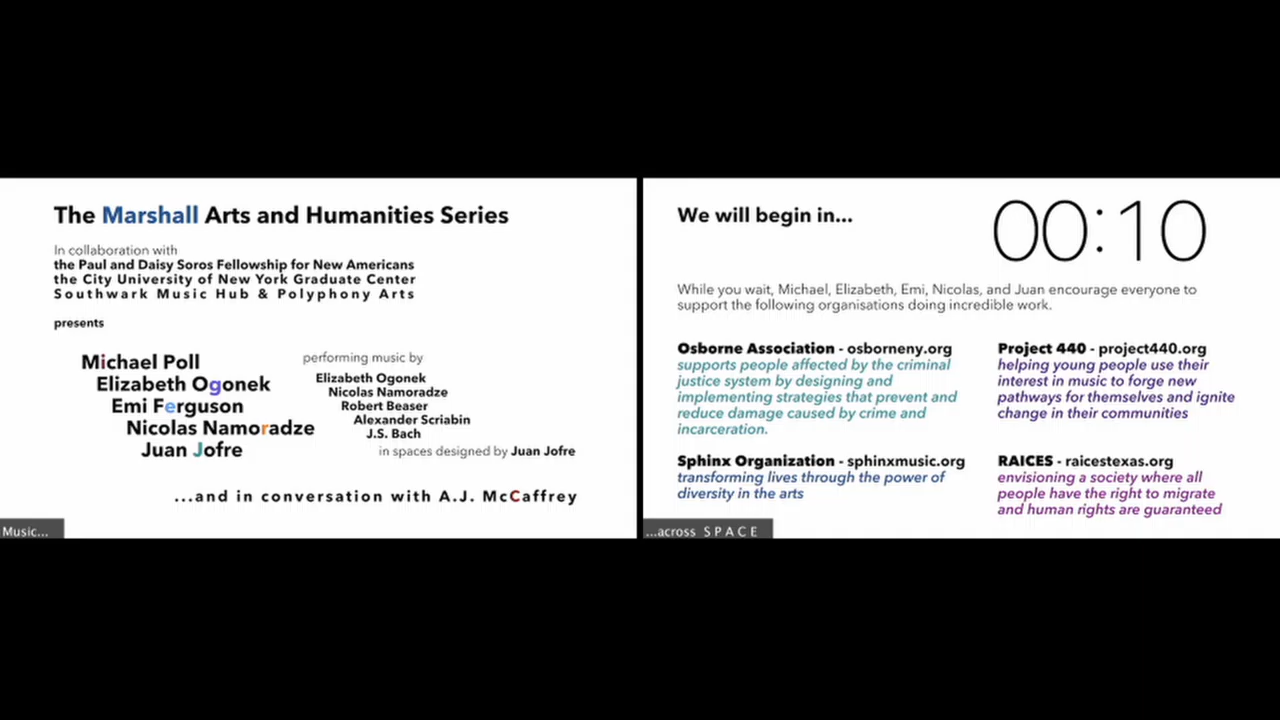 The Marshall Arts and Humanities Series
In collaboration with
the Paul and Daisy Soros Fellowship for New Americans
the City University of New York Graduate Center
Southwark Music Hub & Polyphony Arts
presents
Michael Poll
Elizabeth Ogonek
Emi Ferguson
Nicolas Namoradze
Juan Jofre
performing music by
Elizabeth Ogonek
Nicolas Namoradze
Robert Beaser
Alexander Scriabin
J.S. Bach
in spaces designed by Juan Jofre
...and in conversation with A.J. McCaffrey
Music...
We will begin in...
00:10
While you wait, Michael, Elizabeth, Emi, Nicolas, and Juan encourage everyone to
support the following organisations doing incredible work.
Osborne Association - osborneny.org
supports people affected by the criminal
justice system by designing and
implementing strategies that prevent and
reduce damage caused by crime and
incarceration.
Project 440 - project440.org
helping young people use their
interest in music to forge new
pathways for themselves and ignite
change in their communities
Sphinx Organization - sphinxmusic.org
transforming lives through the power of
diversity in the arts
RAICES - raicestexas.org
envisioning a society where all
people have the right to migrate
and human rights are guaranteed
...across SPACE